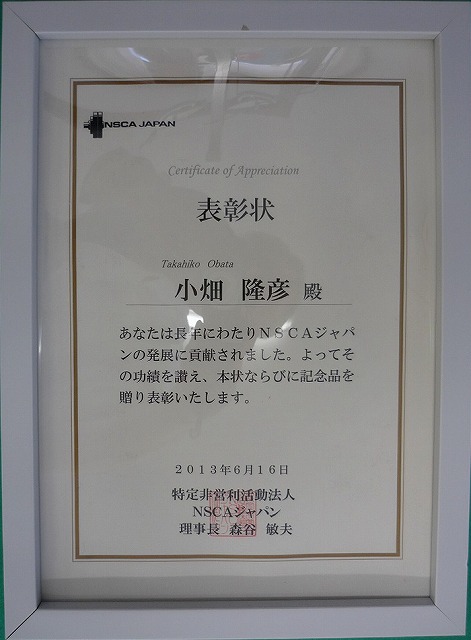 NSCA JAPAN
Certificate of Appreciation
表彰状
Takahiko Obata
小畑 隆彦 殿
あなたは長年にわたりNSCAジャパ
ンの発展に貢献されました。よってそ
の功績を讃え、本状ならびに記念品を
贈り表彰いたします。
2013年6月16日
特定非営利活動法人
NSCAジャパン
理事長 森谷 敏夫